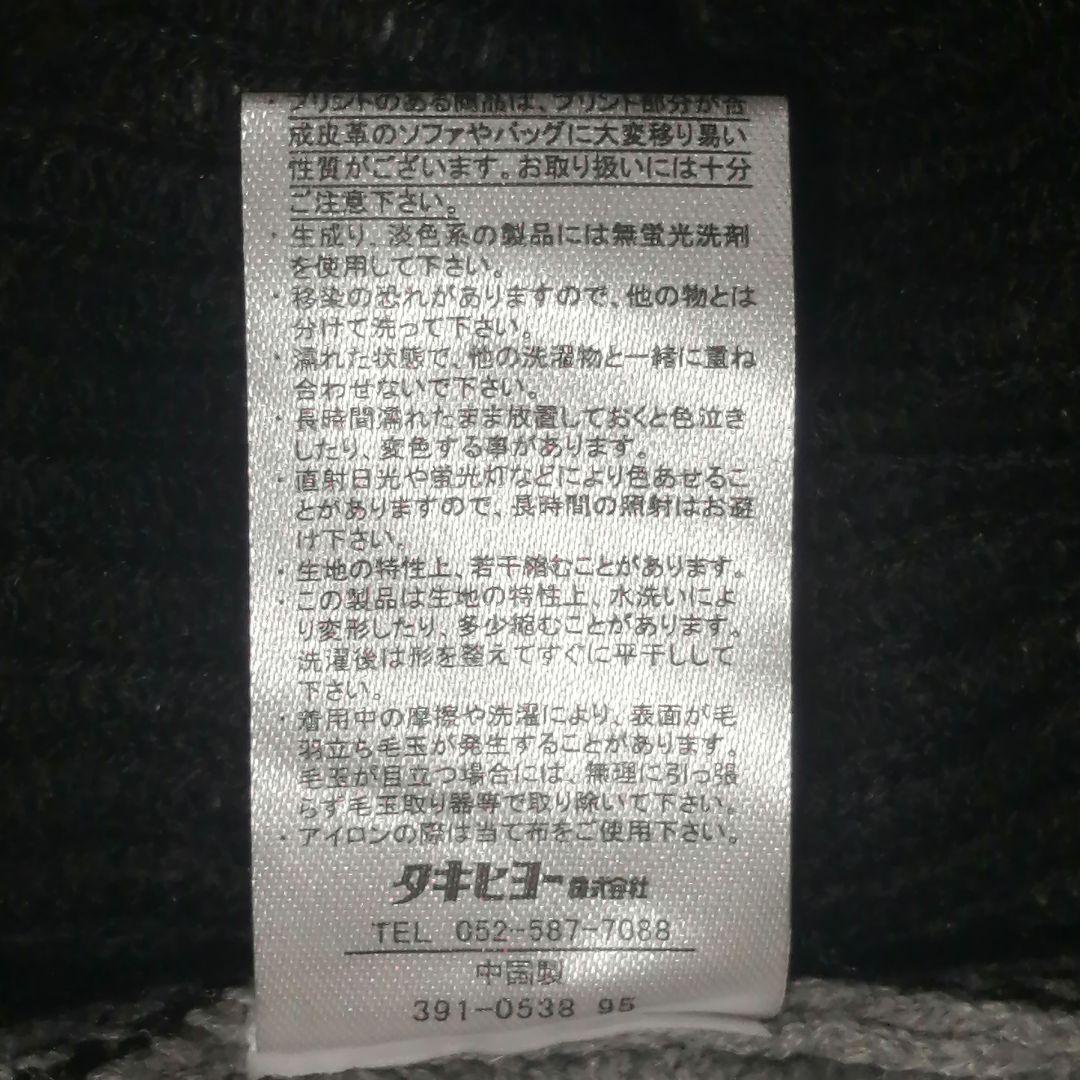 ・プリントのある商品は、プリント部分が合
成皮革のソファやバッグに大変移り易い
性質がございます。お取り扱いには十分
ご注意下さい。
・生成り、淡色系の製品には無蛍光洗剤
を使用して下さい。
・移染の恐れがありますので、他の物とは
分けて洗って下さい。
・濡れた状態で、他の洗濯物と一緒に重ね
合わせないで下さい。
・長時間濡れたまま放置しておくと色泣き
したり、変色する事があります。
・直射日光や蛍光灯などにより色あせるこ
とがありますので、長時間の照射はお避
け下さい。
・生地の特性上、若干縮むことがあります。
・この製品は生地の特性上、水洗いによ
り変形したり、多少縮むことがあります。
洗濯後は形を整えてすぐに平干しして
下さい。
・着用中の摩擦や洗濯により、表面が毛
羽立ち毛玉が発生することがあります。
毛玉が目立つ場合には、無理に引っ張
らず毛玉取り器等で取り除いて下さい。
・アイロンの際は当て布をご使用下さい。
タキヒヨー株式会社
TEL 052-587-7088
中国製
391-0538 95